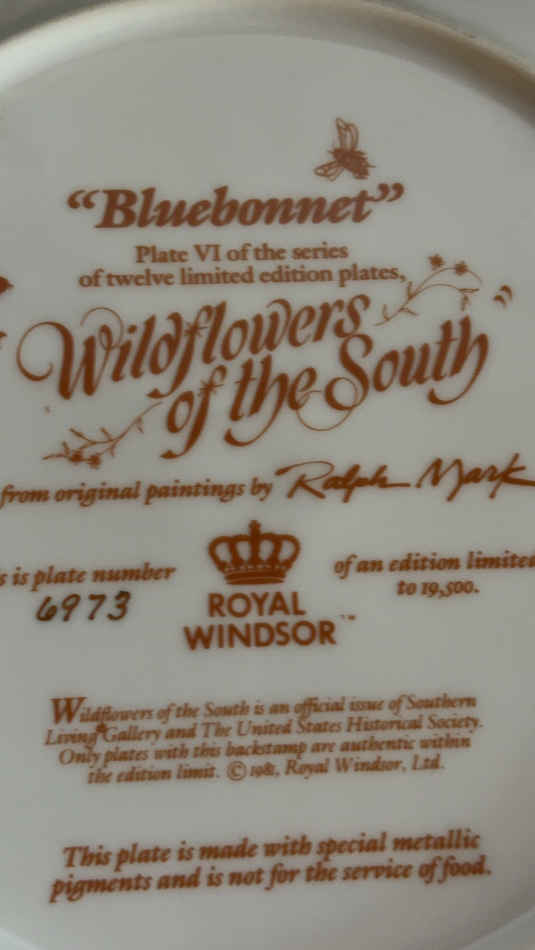 “Bluebonnet”
Plate VI of the series
of twelve limited edition plates,
Wildflowers
of the South”
from original paintings by Ralph Mark
s is plate number
6973
of an edition limited
to 19,500.
ROYAL
WINDSOR™
Wildflowers of the South is an official issue of Southern
Living Gallery and The United States Historical Society.
Only plates with this backstamp are authentic within
the edition limit. © 1981, Royal Windsor, Ltd.
This plate is made with special metallic
pigments and is not for the service of food.